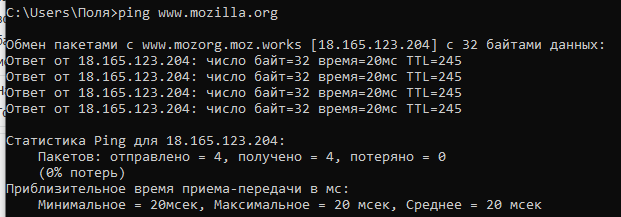 C:\Users\Поля>ping www.mozilla.org
Обмен пакетами с www.mozorg.moz.works [18.165.123.204] с 32 байтами данных:
Ответ от 18.165.123.204: число байт=32 время=20мс TTL=245
Ответ от 18.165.123.204: число байт=32 время=20мс TTL=245
Ответ от 18.165.123.204: число байт=32 время=20мс TTL=245
Ответ от 18.165.123.204: число байт=32 время=20мс TTL=245
Статистика Ping для 18.165.123.204:
Пакетов: отправлено = 4, получено = 4, потеряно = 0
(0% потерь)
Приблизительное время приема-передачи в мс:
Минимальное = 20мсек, Максимальное = 20 мсек, Среднее = 20 мсек